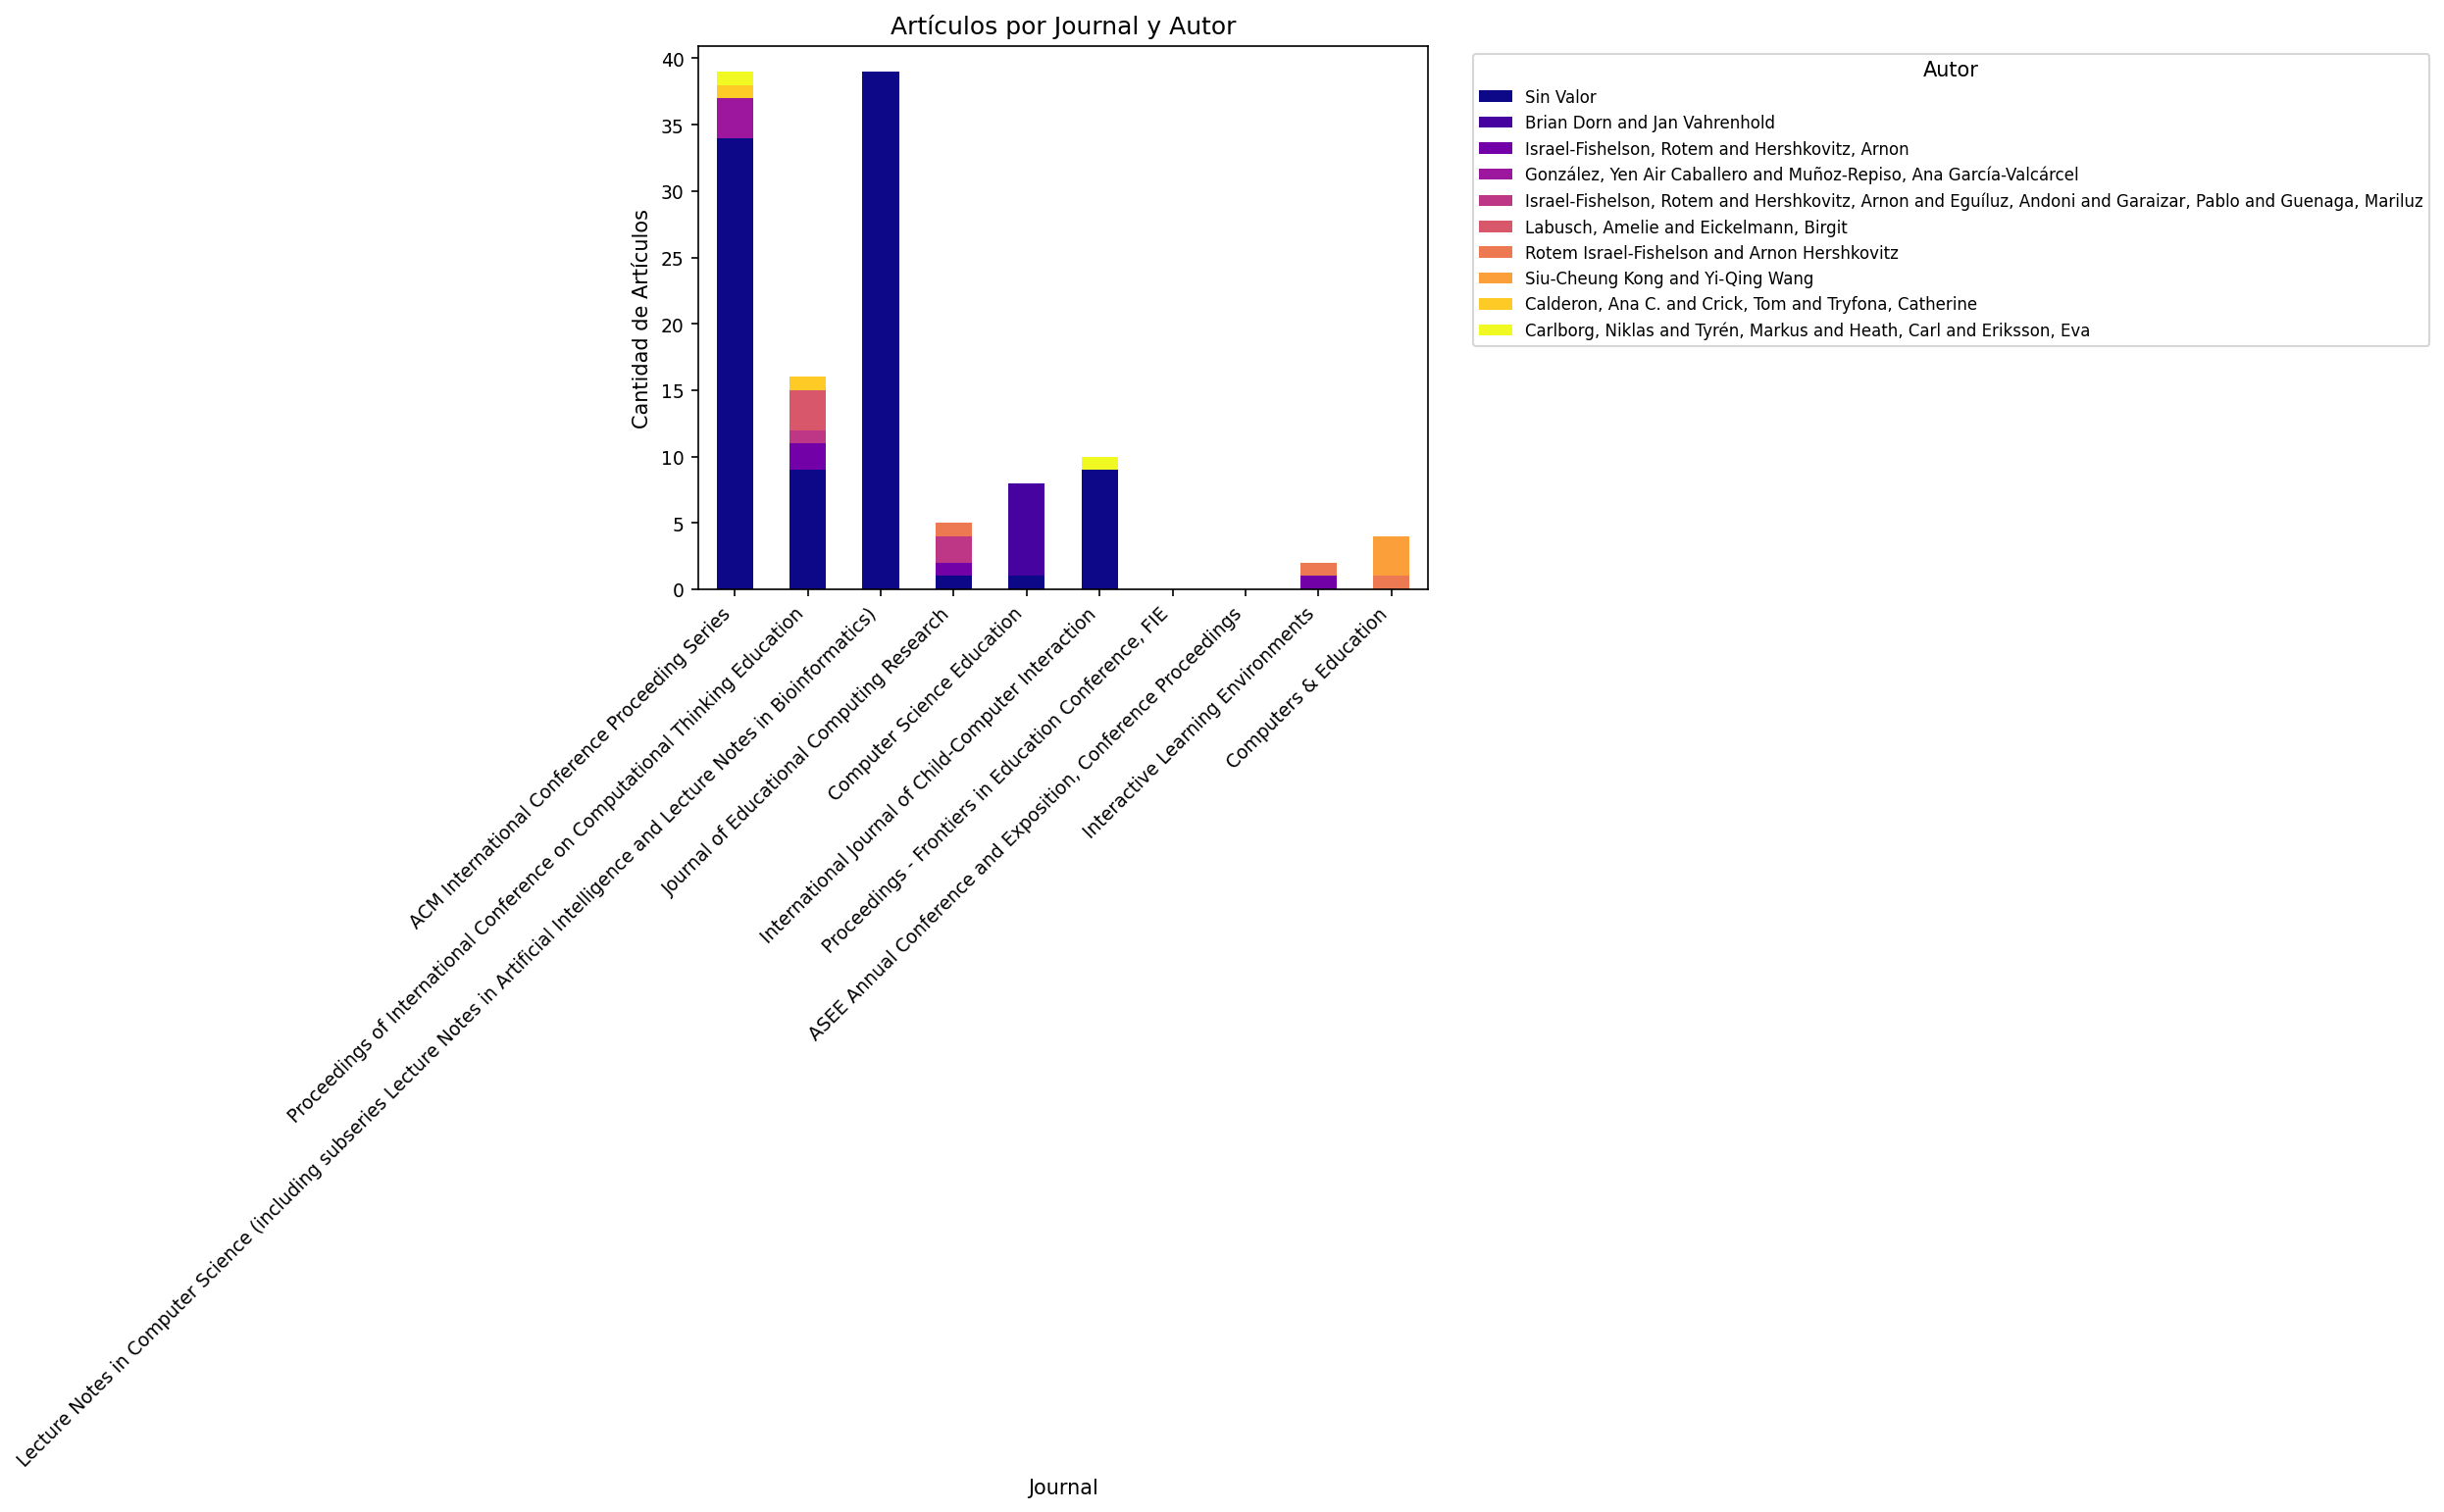 Artículos por Journal y Autor
Cantidad de Artículos
40
35
30
25
20
15
10
5
0
ACM International Conference Proceeding Series
Proceedings of International Conference on Computational Thinking Education
Lecture Notes in Computer Science (including subseries Lecture Notes in Artificial Intelligence and Lecture Notes in Bioinformatics)
Journal of Educational Computing Research
Computer Science Education
International Journal of Child-Computer Interaction
Proceedings - Frontiers in Education Conference, FIE
ASEE Annual Conference and Exposition, Conference Proceedings
Interactive Learning Environments
Computers & Education
Journal
Autor
Sin Valor
Brian Dorn and Jan Vahrenhold
Israel-Fishelson, Rotem and Hershkovitz, Arnon
González, Yen Air Caballero and Muñoz-Repiso, Ana García-Valcárcel
Israel-Fishelson, Rotem and Hershkovitz, Arnon and Eguíluz, Andoni and Garaizar, Pablo and Guenaga, Mariluz
Labusch, Amelie and Eickelmann, Birgit
Rotem Israel-Fishelson and Arnon Hershkovitz
Siu-Cheung Kong and Yi-Qing Wang
Calderon, Ana C. and Crick, Tom and Tryfona, Catherine
Carlborg, Niklas and Tyrén, Markus and Heath, Carl and Eriksson, Eva